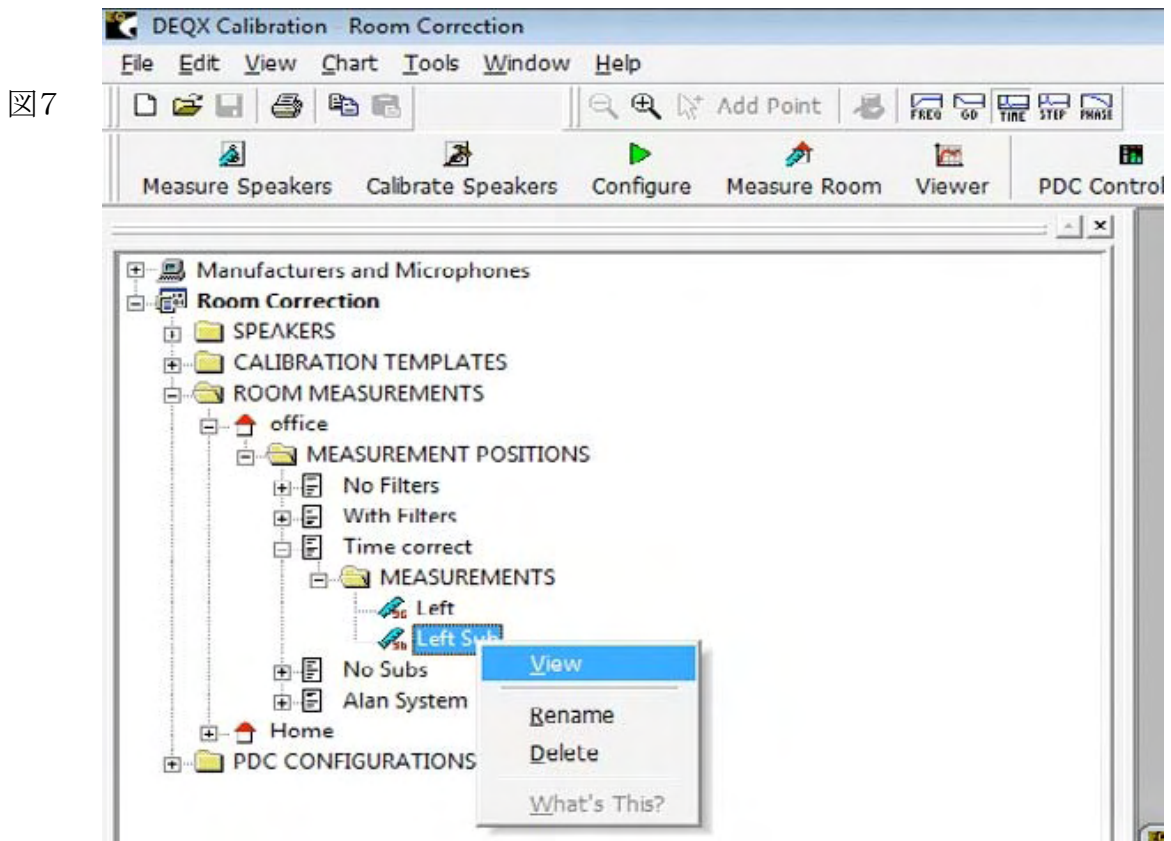 DEQX Calibration - Room Correction
File Edit View Chart Tools Window Help
図7
Add Point FREQ GD TIME STEP PHASE
Measure Speakers Calibrate Speakers Configure Measure Room Viewer PDC Control
Manufacturers and Microphones
Room Correction
SPEAKERS
CALIBRATION TEMPLATES
ROOM MEASUREMENTS
office
MEASUREMENT POSITIONS
No Filters
With Filters
Time correct
MEASUREMENTS
Left
Left Sub
View
No Subs
Rename
Alan System
Home
Delete
PDC CONFIGURATIONS
What's This?